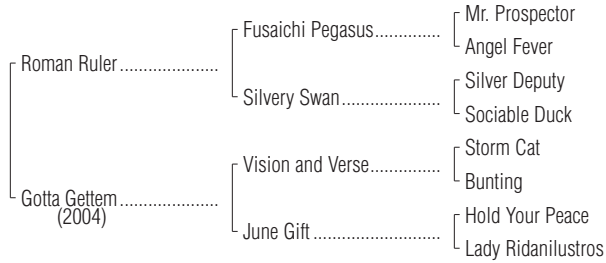 Mr. Prospector
Fusaichi Pegasus..............
Angel Fever
Roman Ruler.....................
Silver Deputy
Silvery Swan.....................
Sociable Duck
Storm Cat
Vision and Verse...............
Bunting
Gotta Gettem.....................
(2004)
Hold Your Peace
June Gift...........................
Lady Ridanilustros